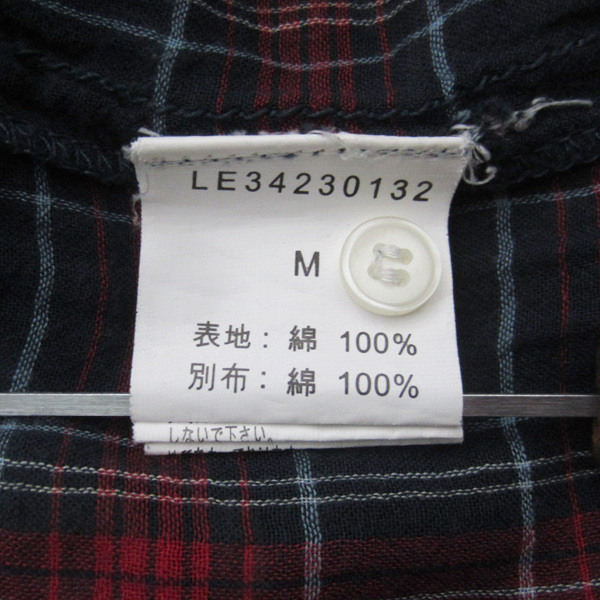 LE34230132
M
表地: 綿 100%
別布: 綿 100%
しないで下さい。